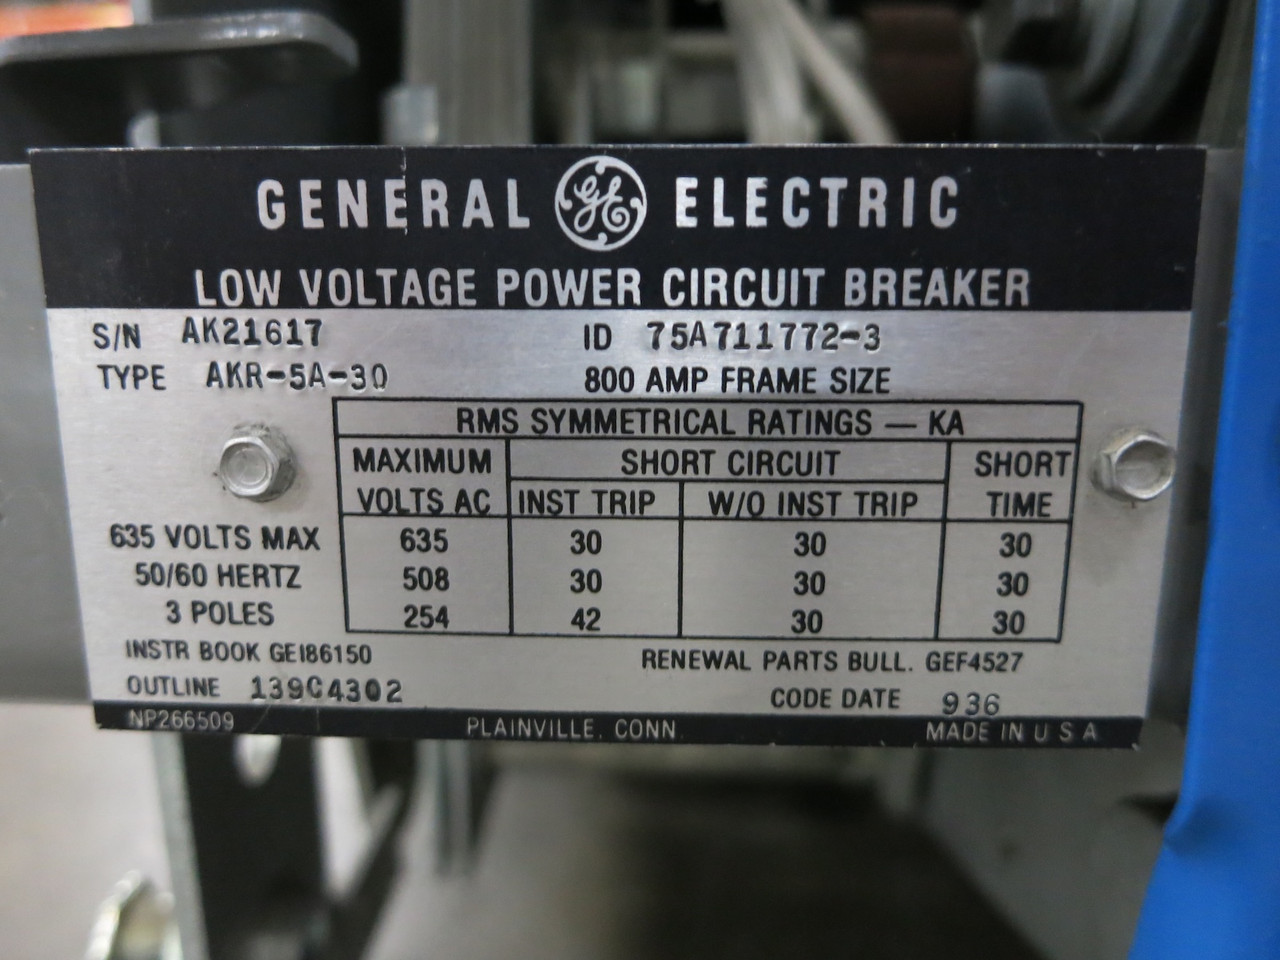 GENERAL GE ELECTRIC
LOW VOLTAGE POWER CIRCUIT BREAKER
S/N AK21617 ID 75A711772-3
TYPE AKR-5A-30 800 AMP FRAME SIZE
RMS SYMMETRICAL RATINGS — KA
MAXIMUM VOLTS AC SHORT CIRCUIT SHORT TIME
INST TRIP W/O INST TRIP
635 VOLTS MAX 635 30 30 30
50/60 HERTZ 508 30 30 30
3 POLES 254 42 30 30
INSTR BOOK GEI86150 RENEWAL PARTS BULL. GEF4527
OUTLINE 139C4302 CODE DATE 936
NP266509 PLAINVILLE, CONN. MADE IN U S A